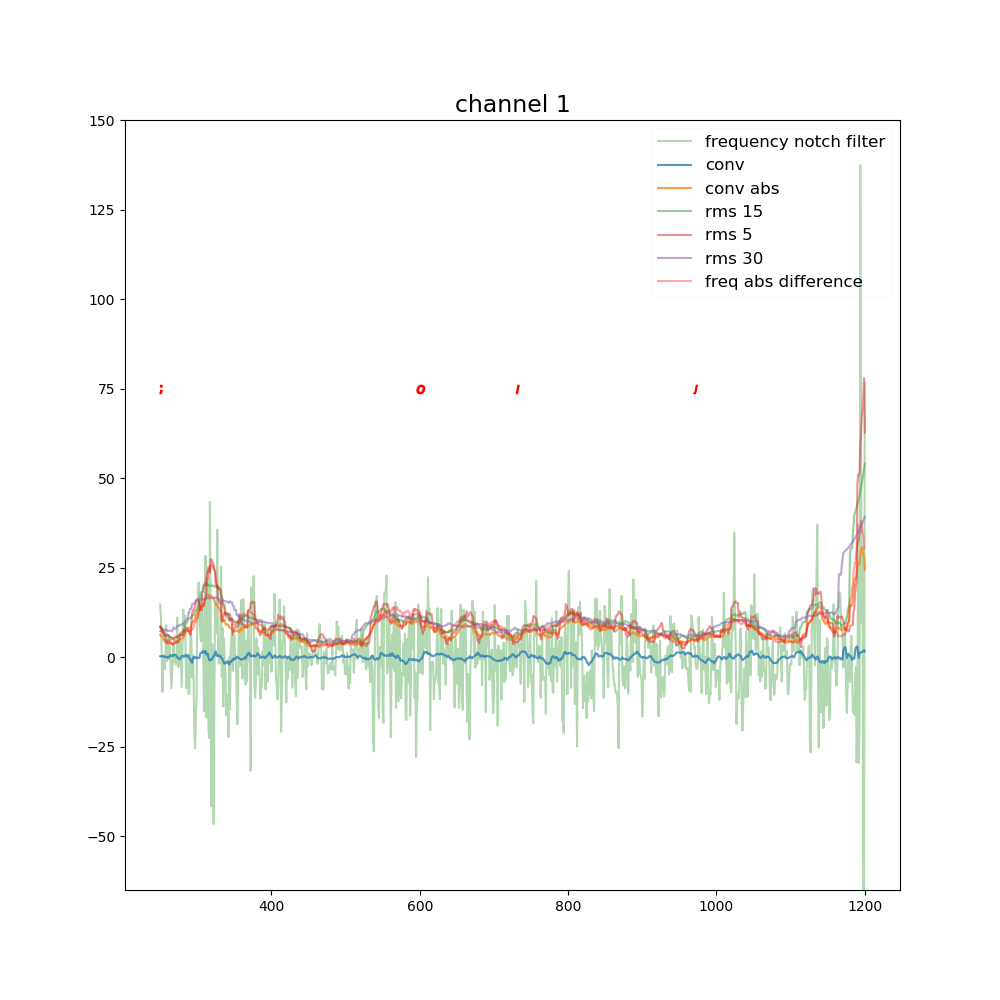 channel 1
150
125
100
75
50
25
0
−25
−50
frequency notch filter
conv
conv abs
rms 15
rms 5
rms 30
freq abs difference
; o l J
400 600 800 1000 1200